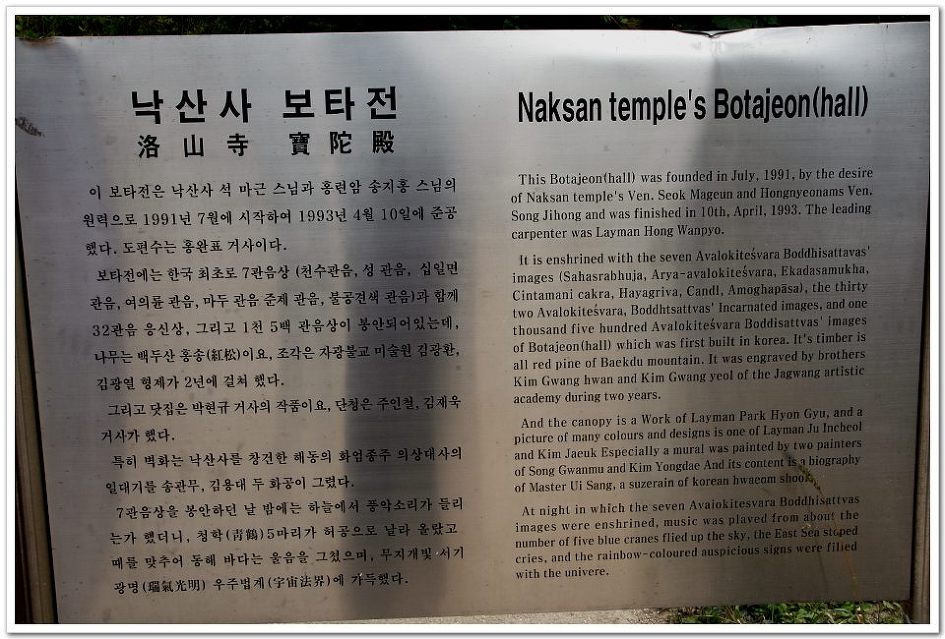 낙산사 보타전
洛山寺 寶陀殿
이 보타전은 낙산사 석 마근 스님과 홍련암 송지홍 스님의
원력으로 1991년 7월에 시작하여 1993년 4월 10일에 준공
했다. 도편수는 홍완표 거사이다.
보타전에는 한국 최초로 7관음상 (천수관음, 성 관음, 십일면
관음, 여의륜 관음, 마두 관음 준제 관음, 불공견색 관음)과 함께
32관음 응신상, 그리고 1천 5백 관음상이 봉안되어있는데,
나무는 백두산 홍송(紅松)이요, 조각은 자광불교 미술원 김광환,
김광열 형제가 2년에 걸쳐 했다.
그리고 닷집은 박현규 거사의 작품이요, 단청은 주인철, 김재욱
거사가 했다.
특히 벽화는 낙산사를 창건한 해동의 화엄종주 의상대사의
일대기를 송관무, 김용대 두 화공이 그렸다.
7관음상을 봉안하던 날 밤에는 하늘에서 풍악소리가 들리
는가 했더니, 청학(靑鶴)5마리가 허공으로 날라 올랐고
때를 맞추어 동해 바다는 울음을 그쳤으며, 무지개빛 서기
광명(瑞氣光明) 우주법계(宇宙法界)에 가득했다.
Naksan temple's Botajeon(hall)
This Botajeon(hall) was founded in July, 1991, by the desire
of Naksan temple's Ven. Seok Mageun and Hongnyeonams Ven.
Song Jihong and was finished in 10th, April, 1993. The leading
carpenter was Layman Hong Wanpyo.
It is enshrined with the seven Avalokiteśvara Boddhisattavas'
images (Sahasrabhuja, Arya-avalokiteśvara, Ekadasamukha,
Cintamani cakra, Hayagriva, Candl, Amoghapāsa), the thirty
two Avalokiteśvara, Boddhtsattvas' Incarnated images, and one
thousand five hundred Avalokiteśvara Boddisattvas' images
of Botajeon(hall) which was first built in korea. It's timber is
all red pine of Baekdu mountain. It was engraved by brothers
Kim Gwang hwan and Kim Gwang yeol of the Jagwang artistic
academy during two years.
And the canopy is a Work of Layman Park Hyon Gyu, and a
picture of many colours and designs is one of Layman Ju Incheol
and Kim Jaeuk Especially a mural was painted by two painters
of Song Gwanmu and Kim Yongdae And its content is a biography
of Master Ui Sang, a suzerain of korean hwaeom shook.
At night in which the seven Avaiokitesvara Boddhisattvas
images were enshrined, music was plaved from about the
number of five blue cranes flied up the sky, the East Sea stoped
cries, and the rainbow-coloured auspicious signs were filled
with the univere.